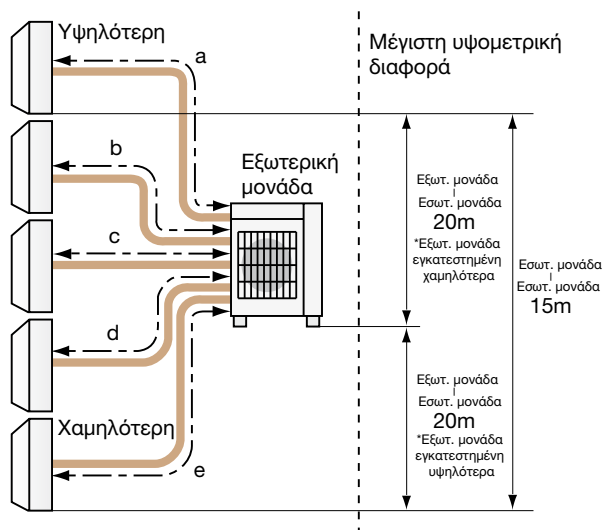 Υψηλότερη
a
b
c
d
Χαμηλότερη
e
Εξωτερική
μονάδα
Μέγιστη υψομετρική
διαφορά
Εξωτ. μονάδα
Εσωτ. μονάδα
20m
*Εξωτ. μονάδα
εγκατεστημένη
χαμηλότερα
Εσωτ. μονάδα
Εσωτ. μονάδα
15m
Εξωτ. μονάδα
Εσωτ. μονάδα
20m
*Εξωτ. μονάδα
εγκατεστημένη
υψηλότερα